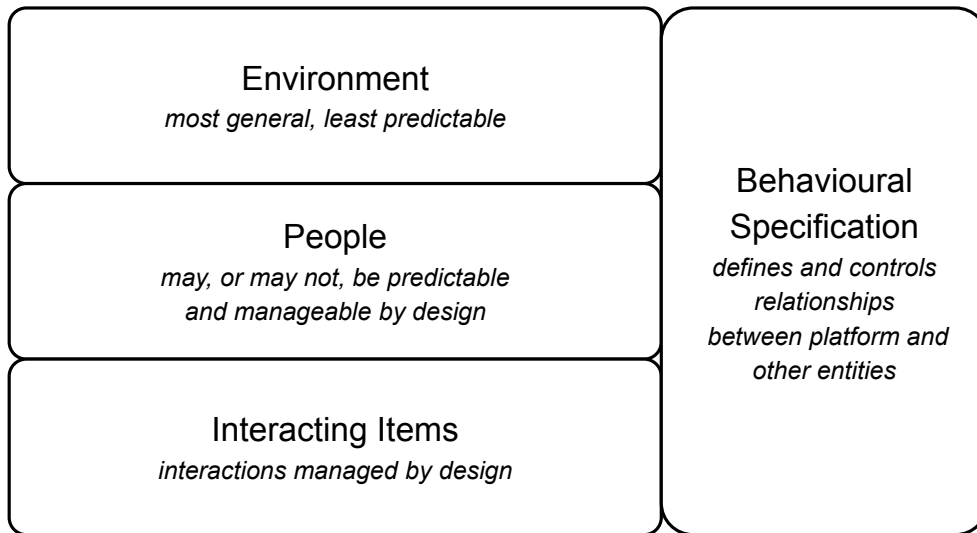 Environment
most general, least predictable
People
may, or may not, be predictable
and manageable by design
Interacting Items
interactions managed by design
Behavioural
Specification
defines and controls
relationships
between platform and
other entities